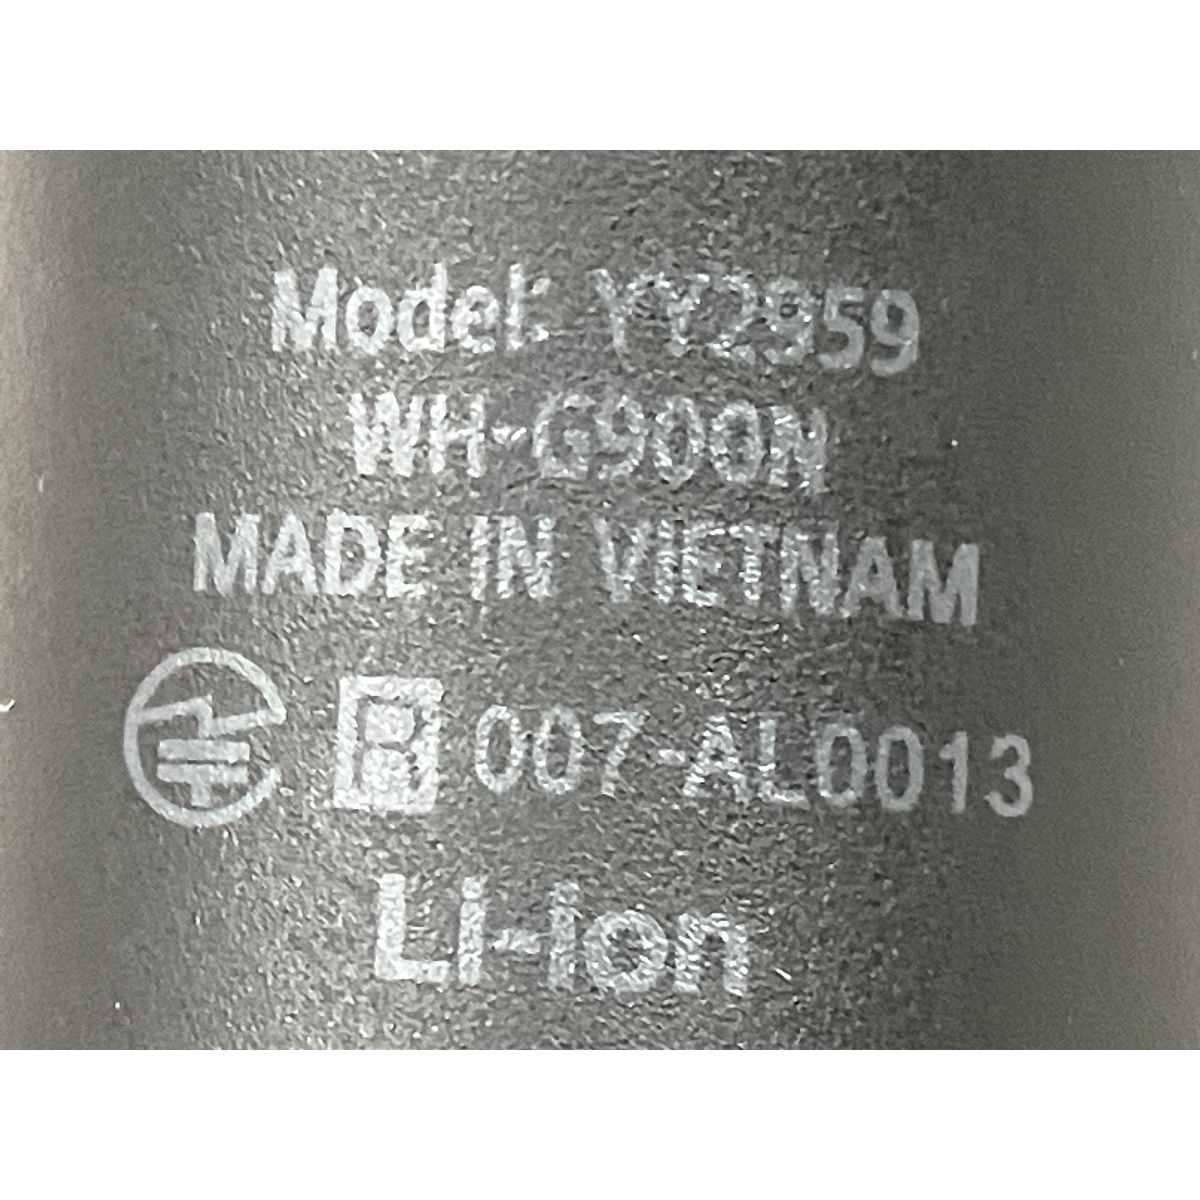 Model: YY2959
WH-G900N
MADE IN VIETNAM
R 007-AL0013
Li-ion